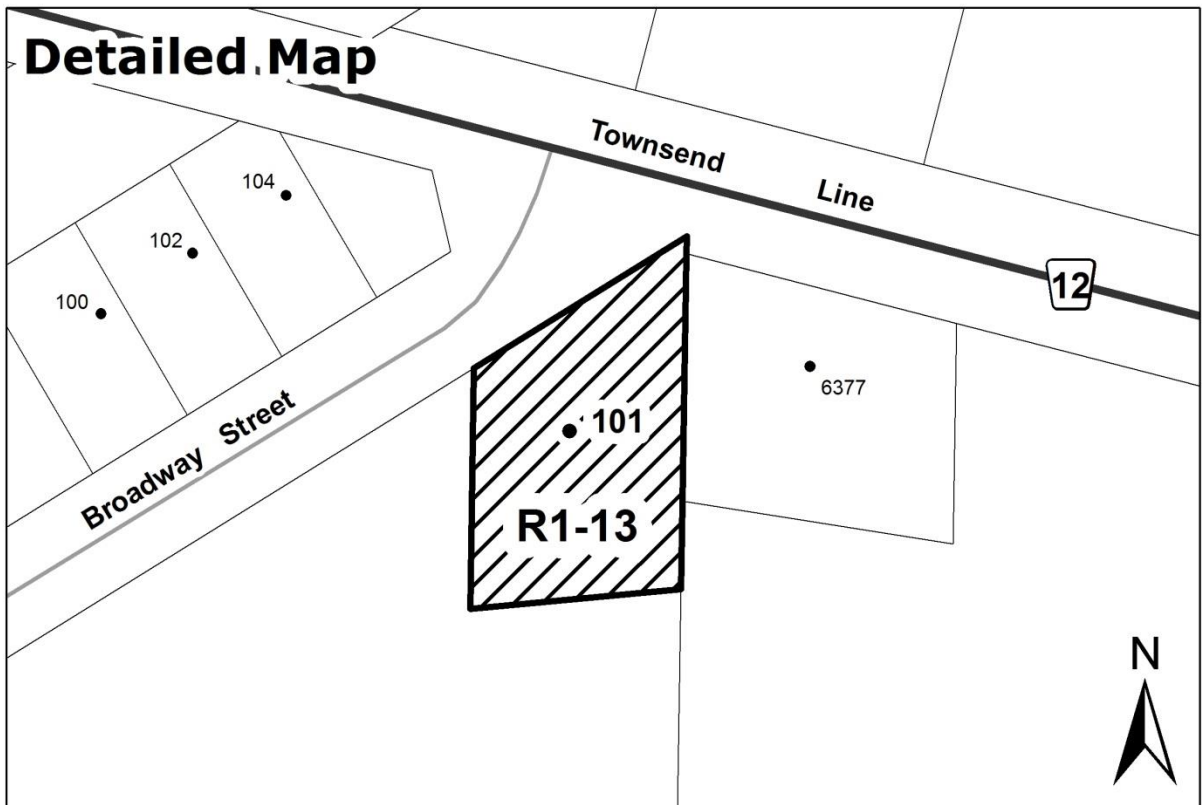 Detailed Map
Townsend Line
104
102
100
12
6377
101
Broadway Street
R1-13
N